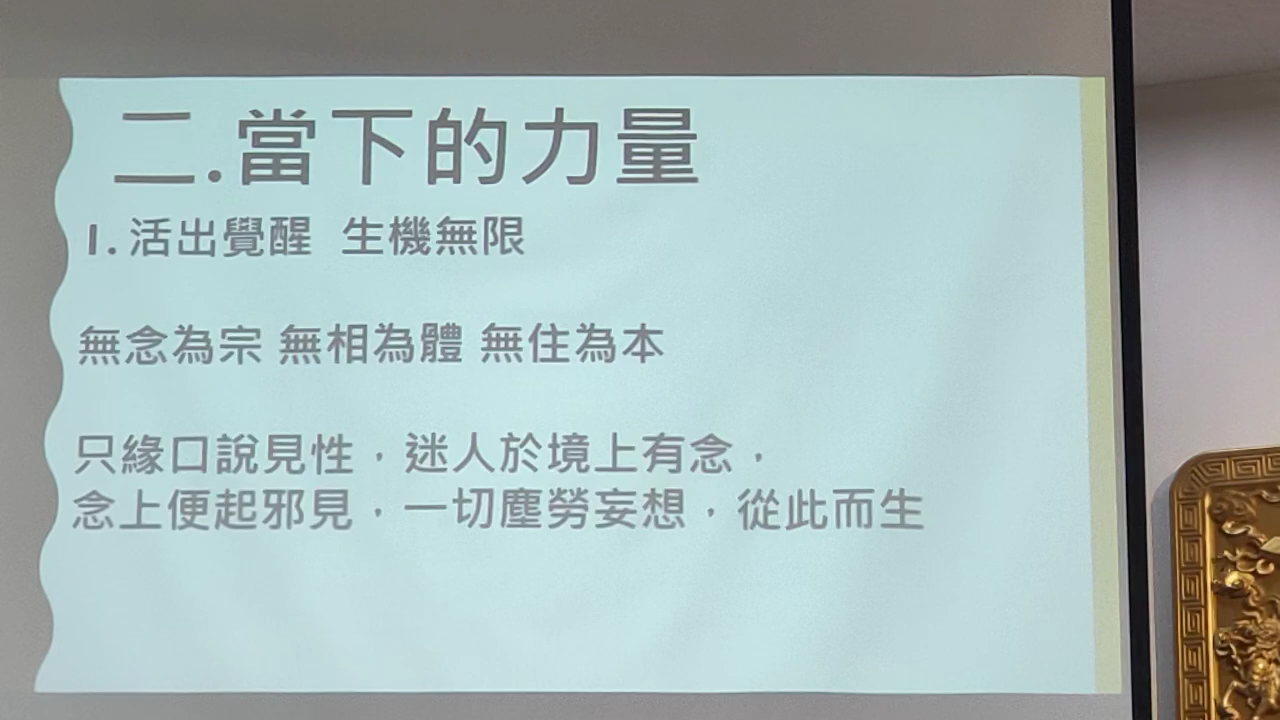 二.當下的力量
1.活出覺醒 生機無限
無念為宗 無相為體 無住為本
只緣口說見性，迷人於境上有念，
念上便起邪見，一切塵勞妄想，從此而生